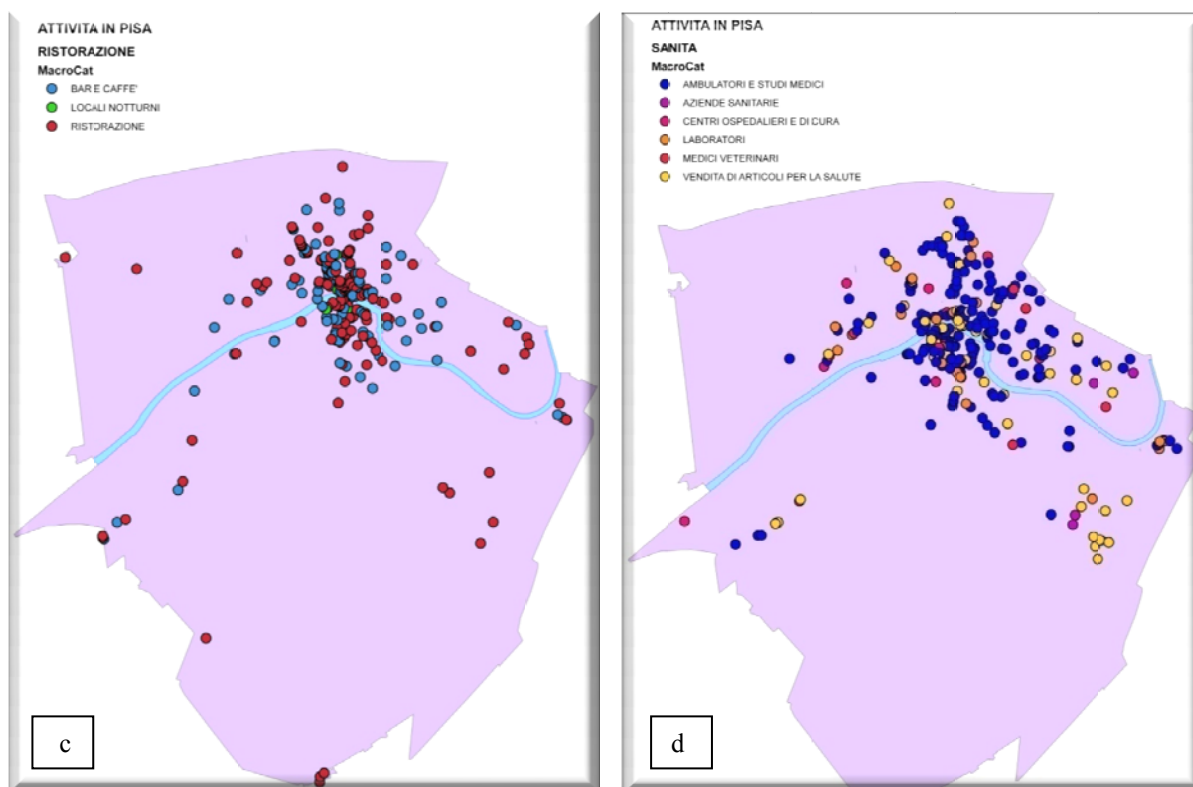 ATTIVITA IN PISA
RISTORAZIONE
MacroCat
BAR E CAFFE'
LOCALI NOTTURNI
RISTORAZIONE
c
ATTIVITA IN PISA
SANITA
MacroCat
AMBULATORI E STUDI MEDICI
AZIENDE SANITARIE
CENTRI OSPEDALIERI E DI CURA
LABORATORI
MEDICI VETERINARI
VENDITA DI ARTICOLI PER LA SALUTE
d